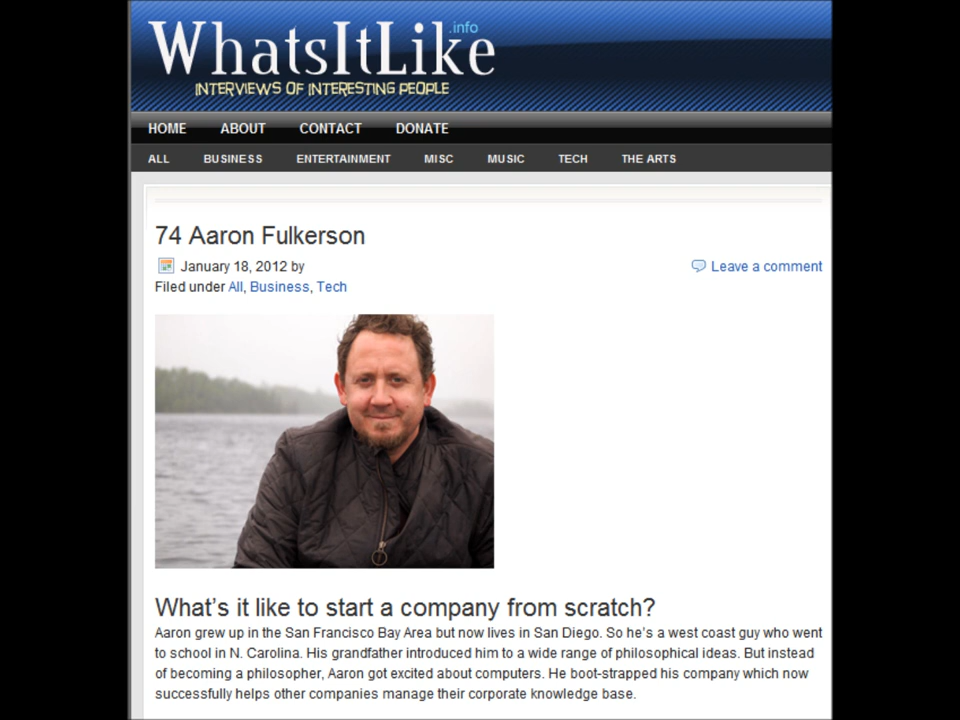 WhatsItLike.info
INTERVIEWS OF INTERESTING PEOPLE
HOME ABOUT CONTACT DONATE
ALL BUSINESS ENTERTAINMENT MISC MUSIC TECH THE ARTS
74 Aaron Fulkerson
January 18, 2012 by Leave a comment
Filed under All, Business, Tech
What's it like to start a company from scratch?
Aaron grew up in the San Francisco Bay Area but now lives in San Diego. So he's a west coast guy who went
to school in N. Carolina. His grandfather introduced him to a wide range of philosophical ideas. But instead
of becoming a philosopher, Aaron got excited about computers. He boot-strapped his company which now
successfully helps other companies manage their corporate knowledge base.